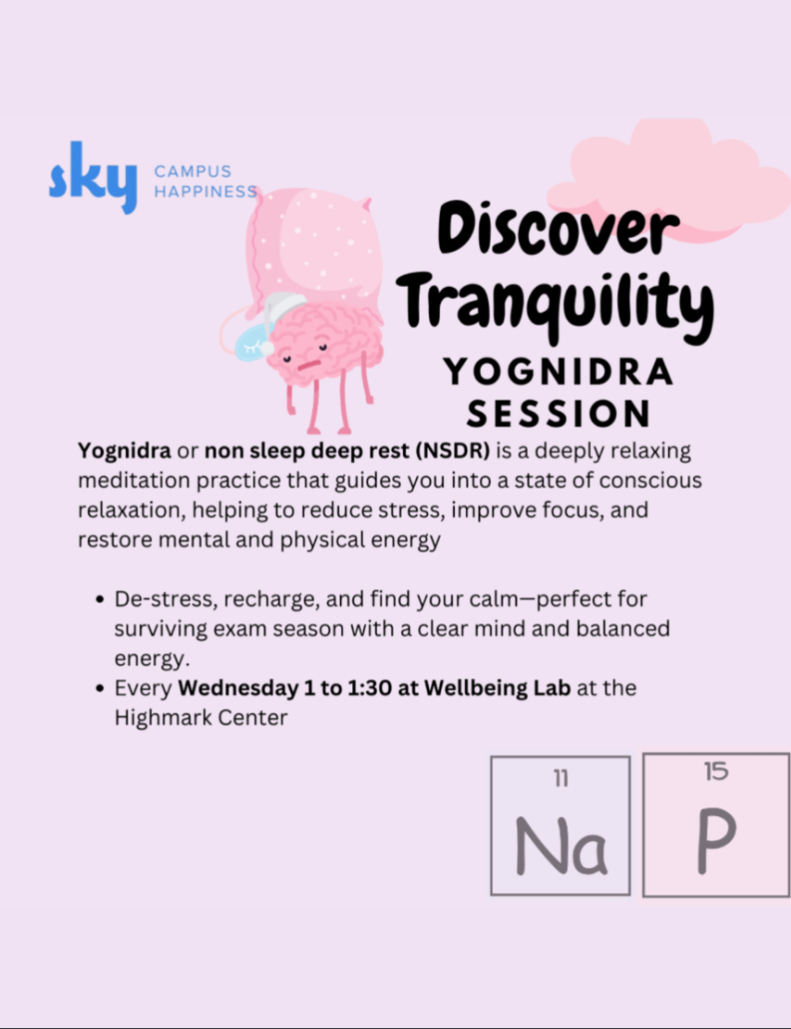 sky CAMPUS
HAPPINESS
Discover
Tranquility
YOGNIDRA
SESSION
Yognidra or non sleep deep rest (NSDR) is a deeply relaxing
meditation practice that guides you into a state of conscious
relaxation, helping to reduce stress, improve focus, and
restore mental and physical energy
• De-stress, recharge, and find your calm—perfect for
surviving exam season with a clear mind and balanced
energy.
• Every Wednesday 1 to 1:30 at Wellbeing Lab at the
Highmark Center
11 15
Na P